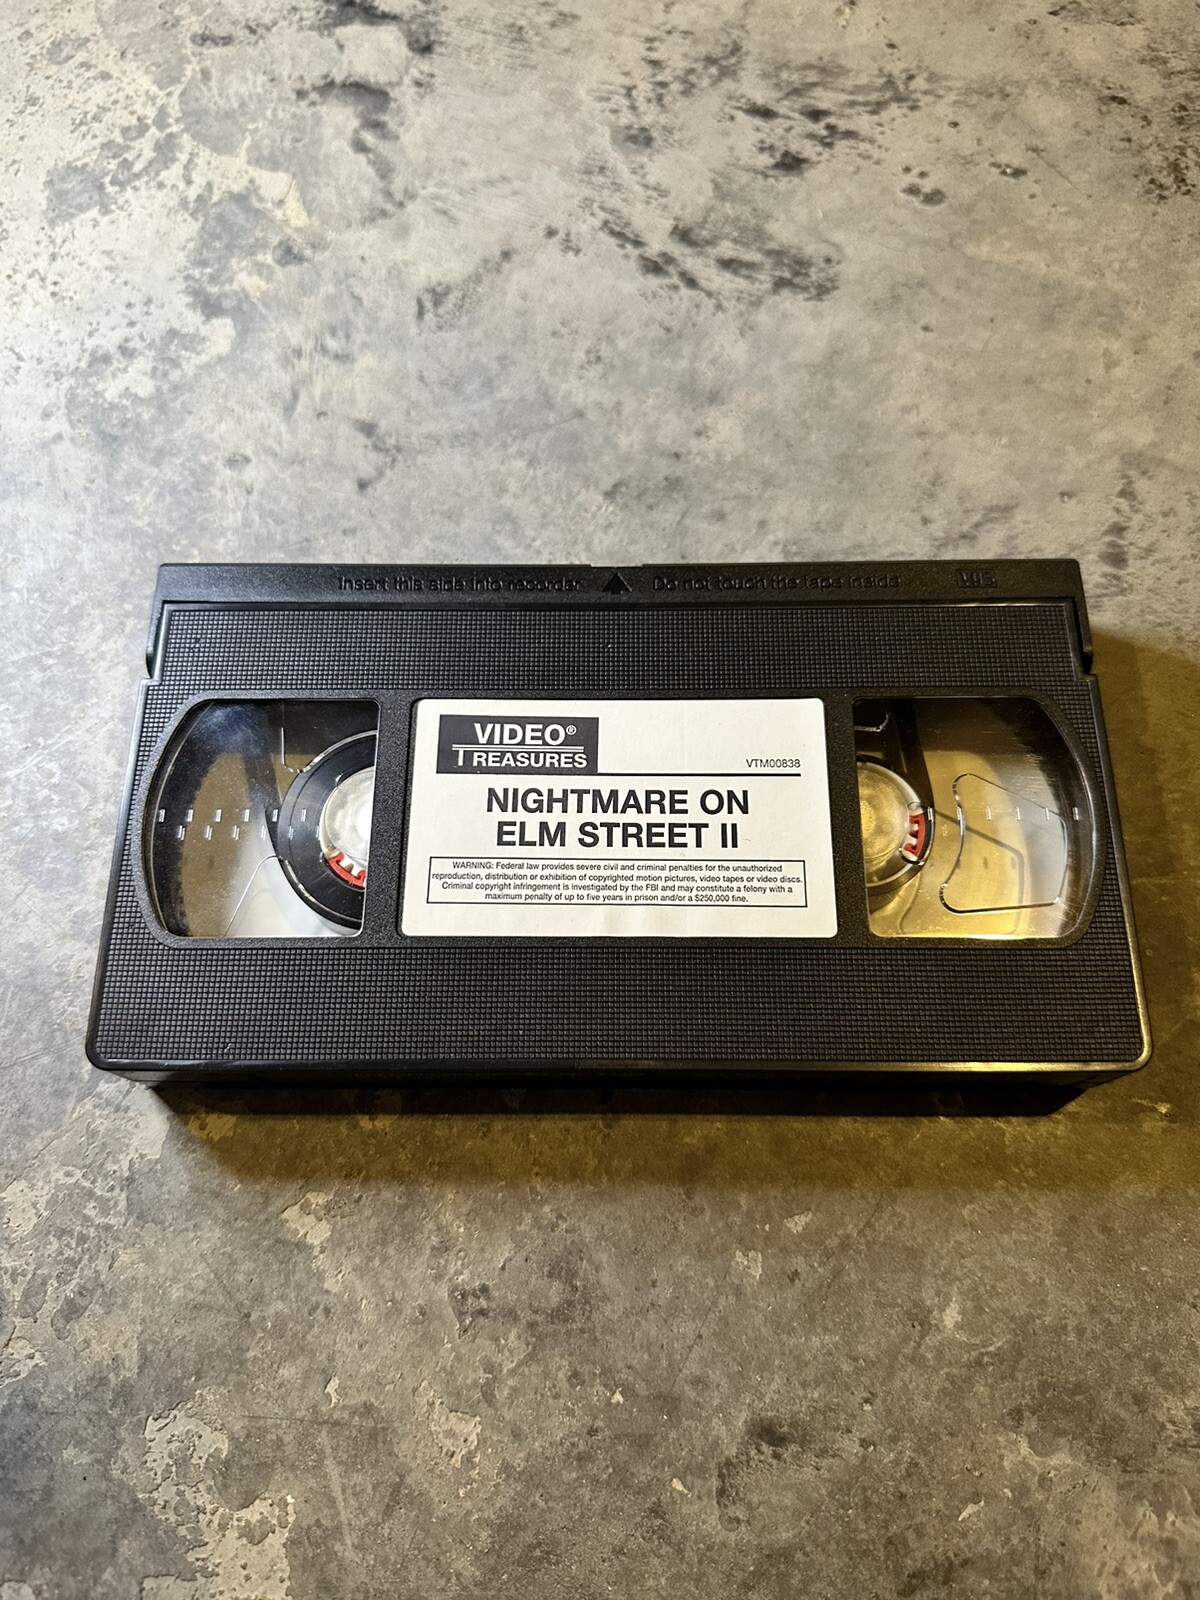 Insert this side into recorder ▲ Do not touch the tape inside VHS
VIDEO®
TREASURES
VTM00838
NIGHTMARE ON
ELM STREET II
WARNING: Federal law provides severe civil and criminal penalties for the unauthorized
reproduction, distribution or exhibition of copyrighted motion pictures, video tapes or video discs.
Criminal copyright infringement is investigated by the FBI and may constitute a felony with a
maximum penalty of up to five years in prison and/or a $250,000 fine.